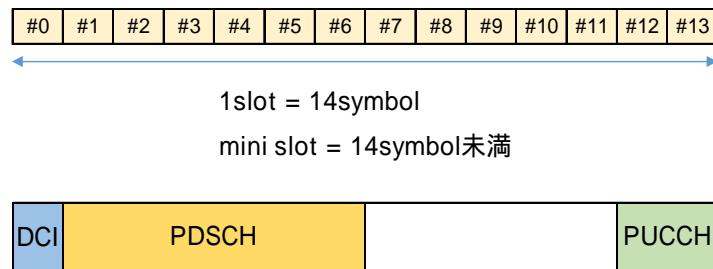 #0 #1 #2 #3 #4 #5 #6 #7 #8 #9 #10 #11 #12 #13
1slot = 14symbol
mini slot = 14symbol未満
DCI PDSCH PUCCH